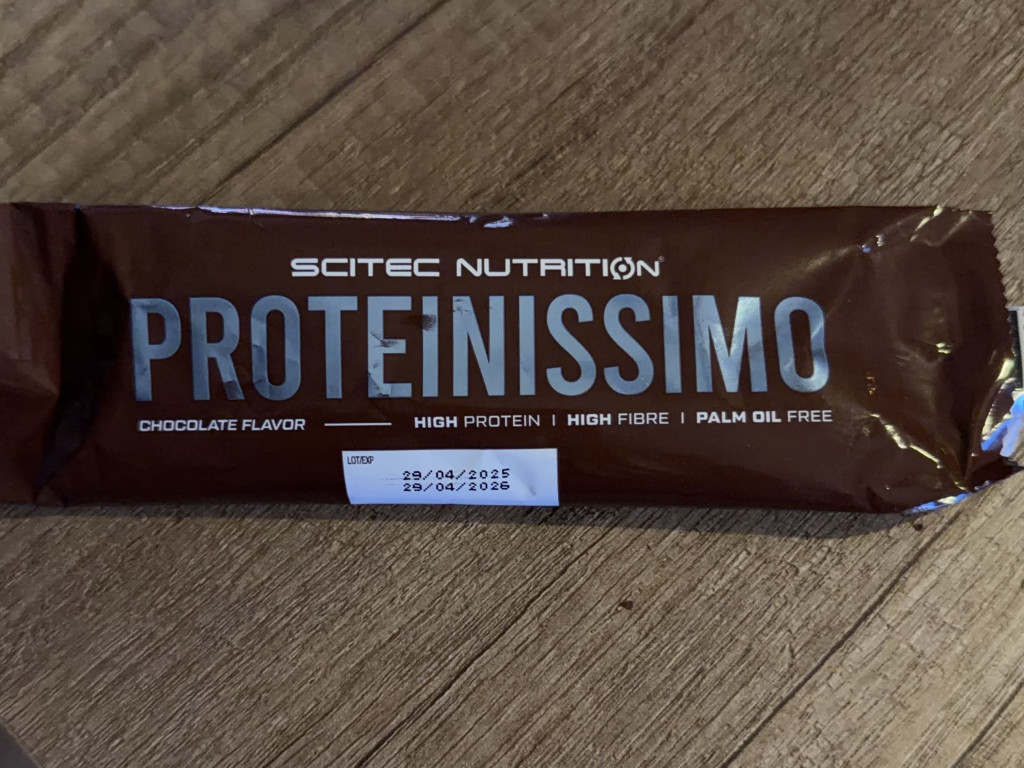 SCITEC NUTRITION®
PROTEINISSIMO
CHOCOLATE FLAVOR
HIGH PROTEIN | HIGH FIBRE | PALM OIL FREE
LOT/EXP
29/04/2025
29/04/2026